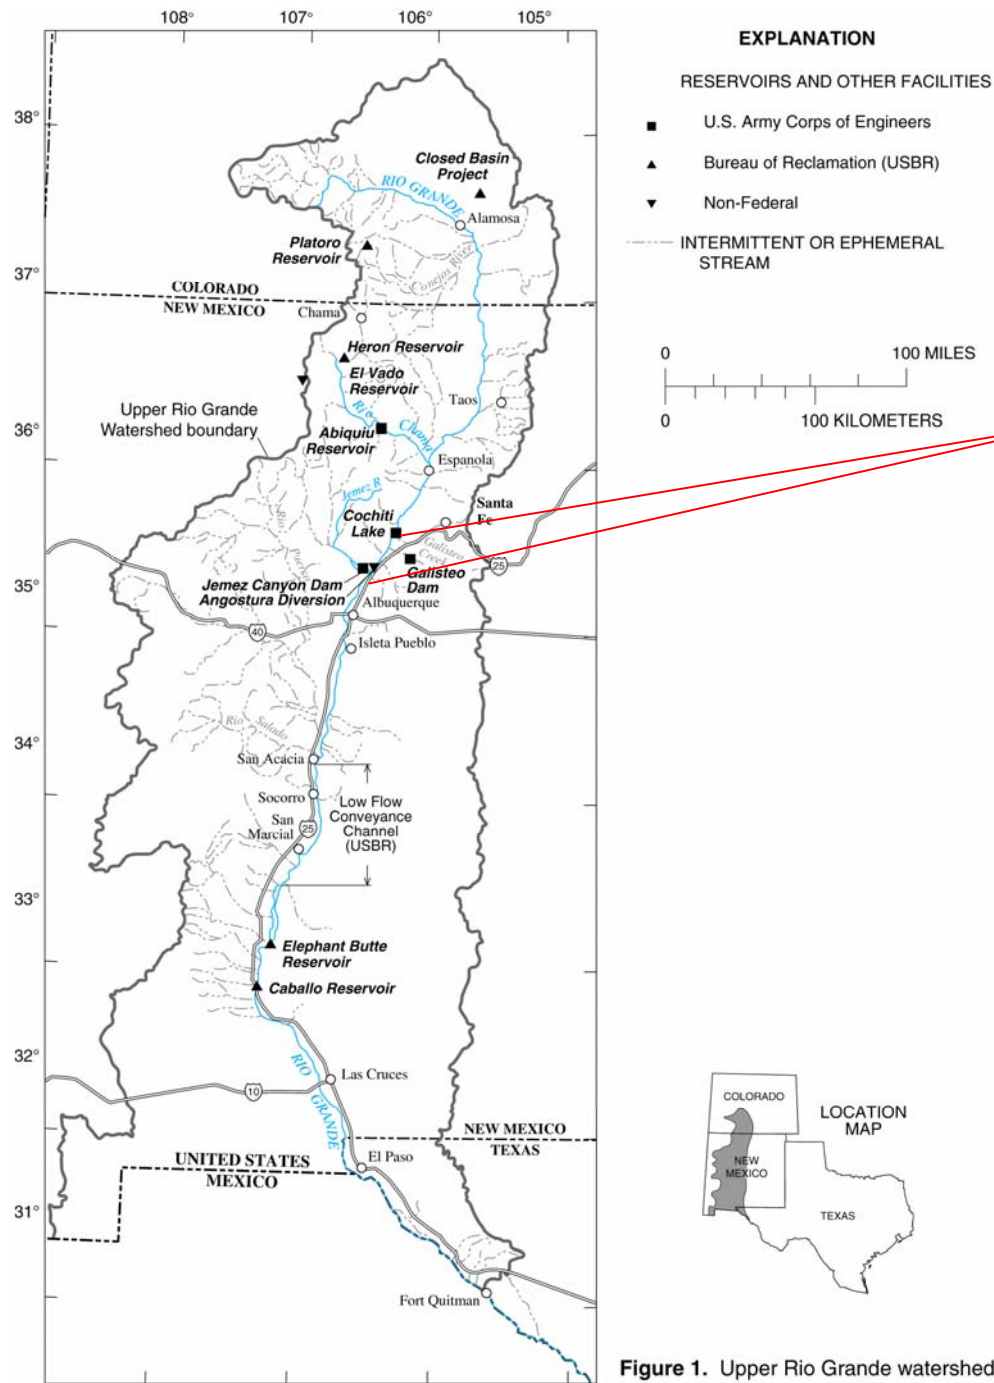 108°
107°
106°
105°
38°
37°
36°
35°
34°
33°
32°
31°
EXPLANATION
RESERVOIRS AND OTHER FACILITIES
U.S. Army Corps of Engineers
Bureau of Reclamation (USBR)
Non-Federal
INTERMITTENT OR EPHEMERAL
STREAM
0
100 MILES
0
100 KILOMETERS
Closed Basin
Project
RIO GRANDE
Alamosa
Platoro
Reservoir
Conejos River
COLORADO
NEW MEXICO
Chama
Heron Reservoir
El Vado
Reservoir
Taos
Upper Rio Grande
Watershed boundary
Rio
Chama
Abiquiu
Reservoir
Espanola
Jemez R
Santa
Fe
Cochiti
Lake
Rio
Puerco
Galisteo
Creek
25
Galisteo
Dam
Jemez Canyon Dam
Angostura Diversion
Albuquerque
40
Isleta Pueblo
Rio
Salado
San Acacia
Socorro
San
Marcial
25
Low Flow
Conveyance
Channel
(USBR)
Elephant Butte
Reservoir
Caballo Reservoir
RIO
GRANDE
Las Cruces
10
NEW MEXICO
TEXAS
El Paso
UNITED STATES
MEXICO
Fort Quitman
COLORADO
NEW
MEXICO
TEXAS
LOCATION
MAP
Figure 1. Upper Rio Grande watershed